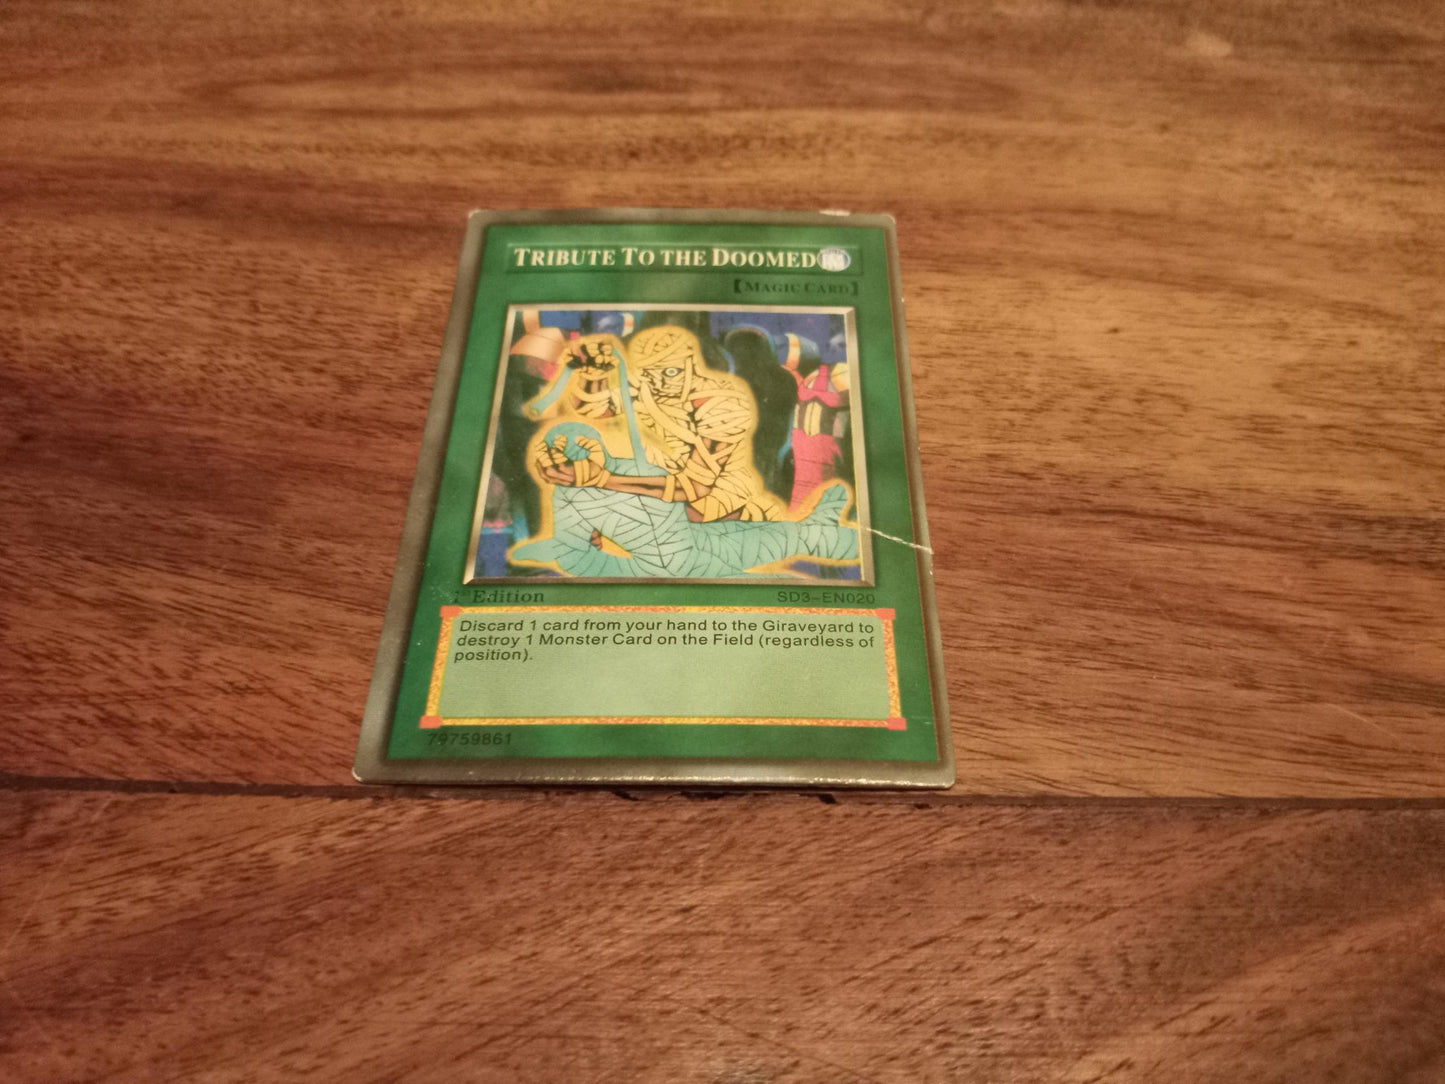 TRIBUTE TO THE DOOMED
【MAGIC CARD】
1st Edition
SD3-EN020
Discard 1 card from your hand to the Giraveyard to
destroy 1 Monster Card on the Field (regardless of
position).
79759861